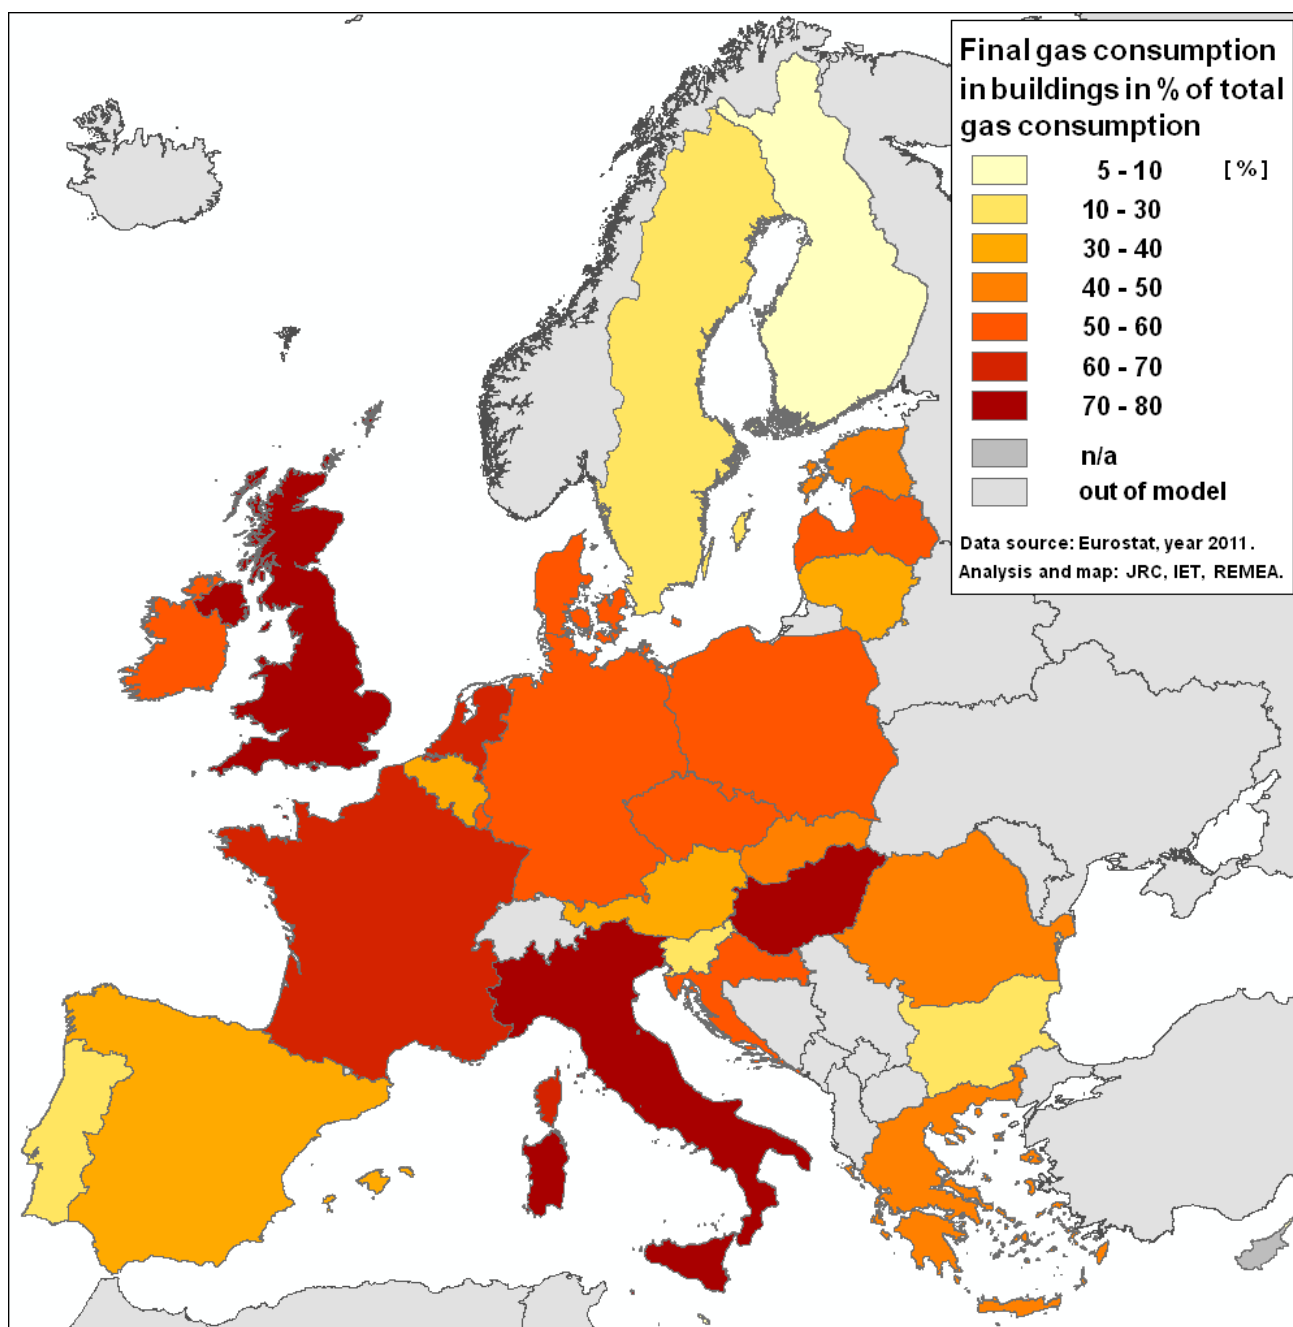 Final gas consumption
in buildings in % of total
gas consumption
5 - 10 [ % ]
10 - 30
30 - 40
40 - 50
50 - 60
60 - 70
70 - 80
n/a
out of model
Data source: Eurostat, year 2011.
Analysis and map: JRC, IET, REMEA.